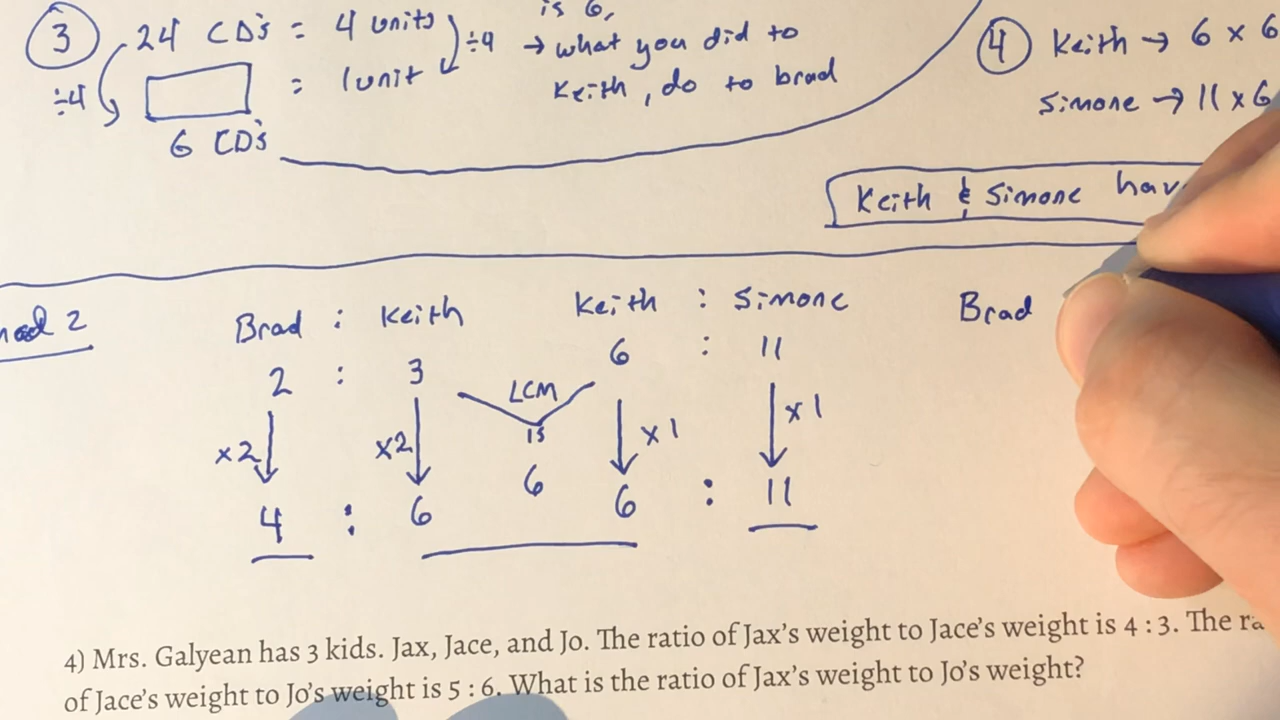 is 6,
3 24 CD's = 4 units ÷4 → what you did to
÷4 = 1 unit Keith, do to brad
6 CD's
4 Keith → 6 x 6
Simone → 11 x 6
Keith & Simone hav
2
Brad : Keith Keith : Simone Brad
2 : 3 LCM 6 : 11
x2 x2 is x1 x1
4 : 6 6 6 : 11
4) Mrs. Galyean has 3 kids. Jax, Jace, and Jo. The ratio of Jax's weight to Jace's weight is 4 : 3. The ra
of Jace's weight to Jo's weight is 5 : 6. What is the ratio of Jax's weight to Jo's weight?